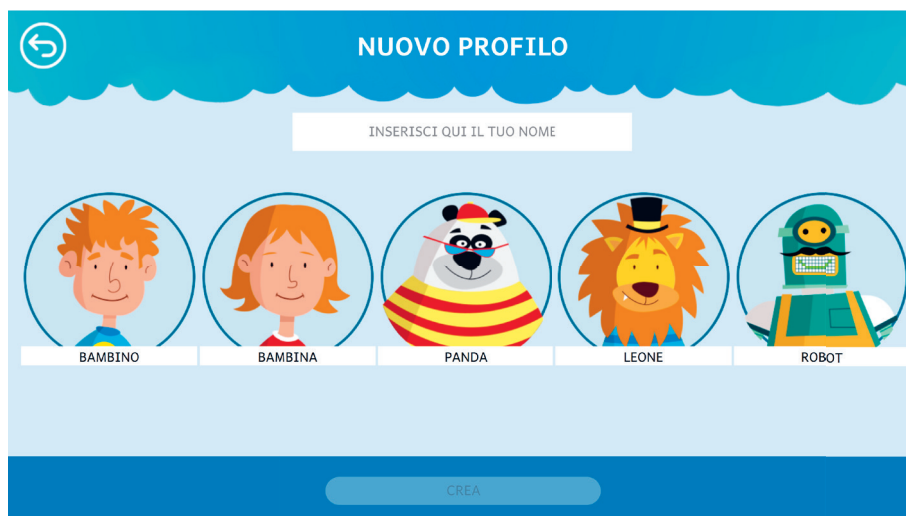 NUOVO PROFILO
INSERISCI QUI IL TUO NOME
BAMBINO
BAMBINA
PANDA
LEONE
ROBOT
CREA